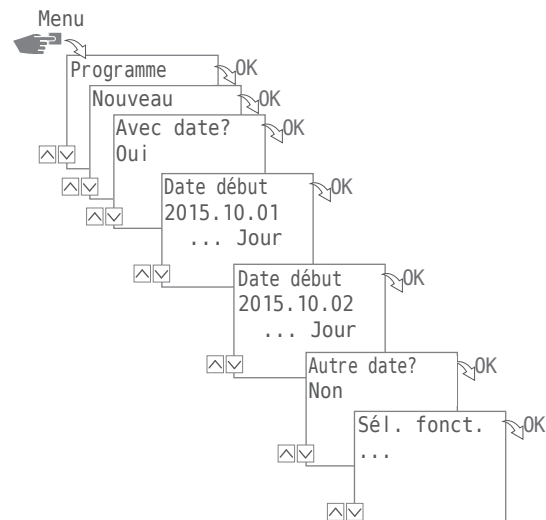 Menu
Programme OK
Nouveau OK
Avec date? OK
Oui
Date début OK
2015.10.01
... Jour
Date début OK
2015.10.02
... Jour
Autre date? OK
Non
Sél. fonct. OK
...